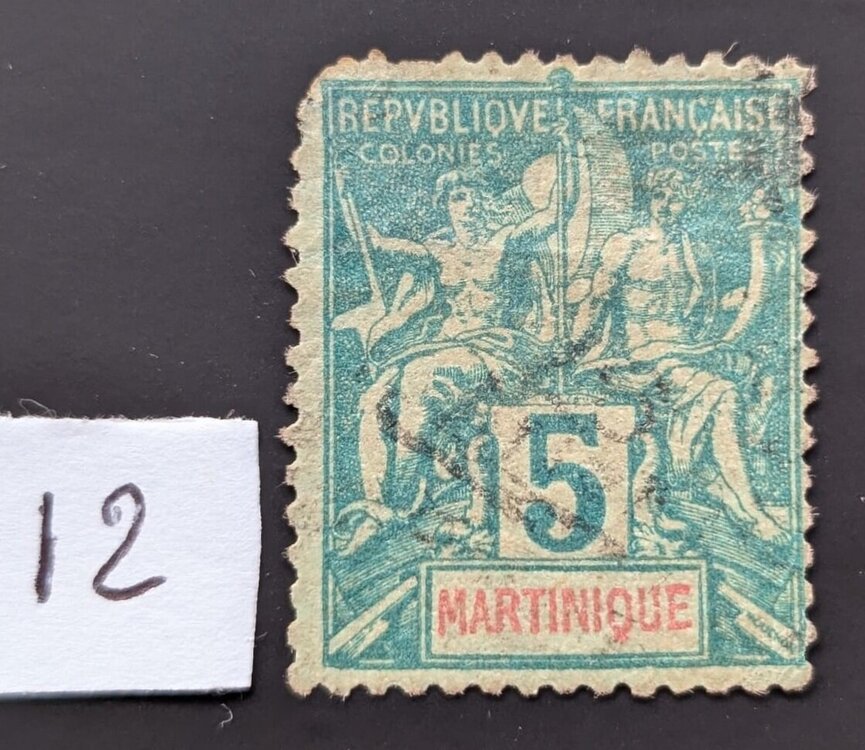 REPVBLIQVE FRANÇAISE
COLONIES POSTES
5
MARTINIQUE
12